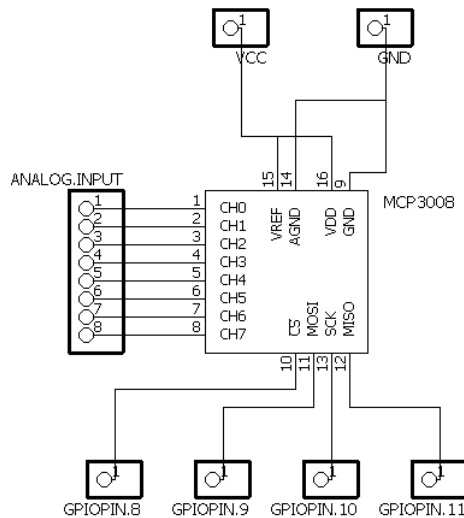 1
1
VCC
GND
15
14
16
9
ANALOG.INPUT
MCP3008
VREF
AGND
VDD
GND
1 1 CH0
2 2 CH1
3 3 CH2
4 4 CH3
5 5 CH4
6 6 CH5
7 7 CH6
8 8 CH7
CS
MOSI
SCK
MISO
10
11
13
12
1
1
1
1
GPIOPIN.8
GPIOPIN.9
GPIOPIN.10
GPIOPIN.11